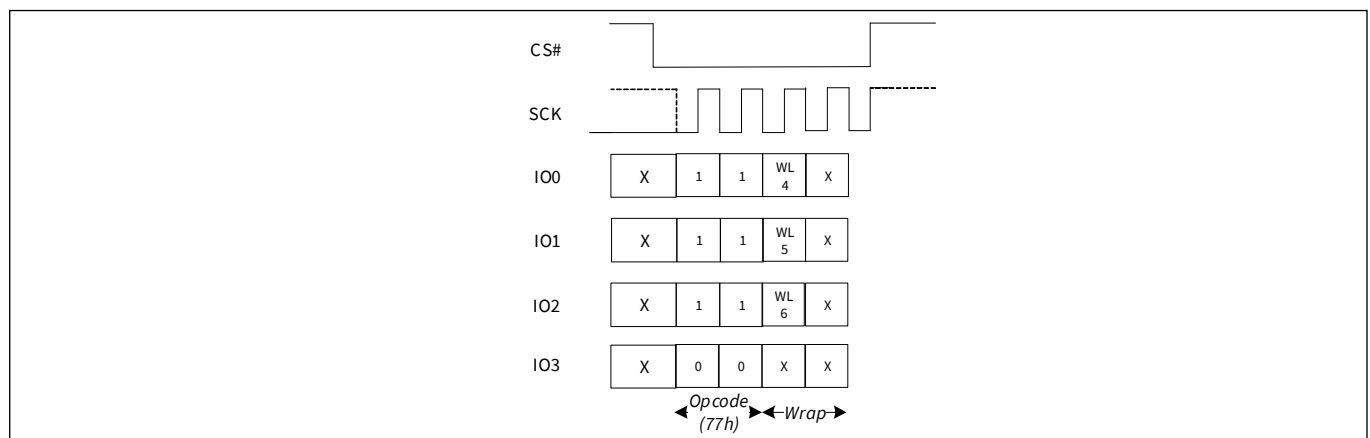 CS#
SCK
IO0 X 1 1 WL 4 X
IO1 X 1 1 WL 5 X
IO2 X 1 1 WL 6 X
IO3 X 0 0 X X
Opcode (77h) Wrap